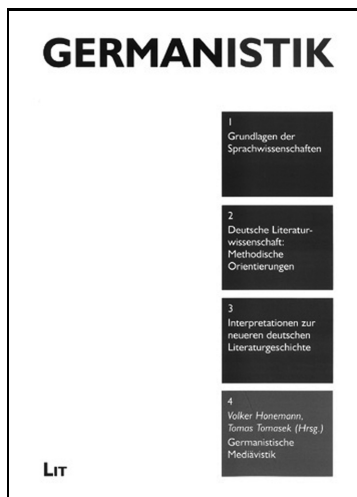 GERMANISTIK
1
Grundlagen der
Sprachwissenschaften
2
Deutsche Literatur-
wissenschaft:
Methodische
Orientierungen
3
Interpretationen zur
neueren deutschen
Literaturgeschichte
4
Volker Honemann,
Tomas Tomasek (Hrsg.)
Germanistische
Mediävistik
LIT